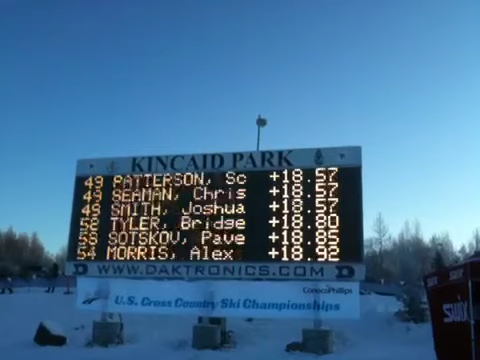 KINCAID PARK
49 PATTERSON, Sc +18.57
49 SEAMAN, Chris +18.57
49 SMITH, Joshua +18.57
52 TYLER, Bridge +18.80
53 SOTSKOV, Pave +18.85
54 MORRIS, Alex +18.92
D WWW.DAKTRONICS.COM D
ConocoPhillips
U.S. Cross Country Ski Championships
SWIX